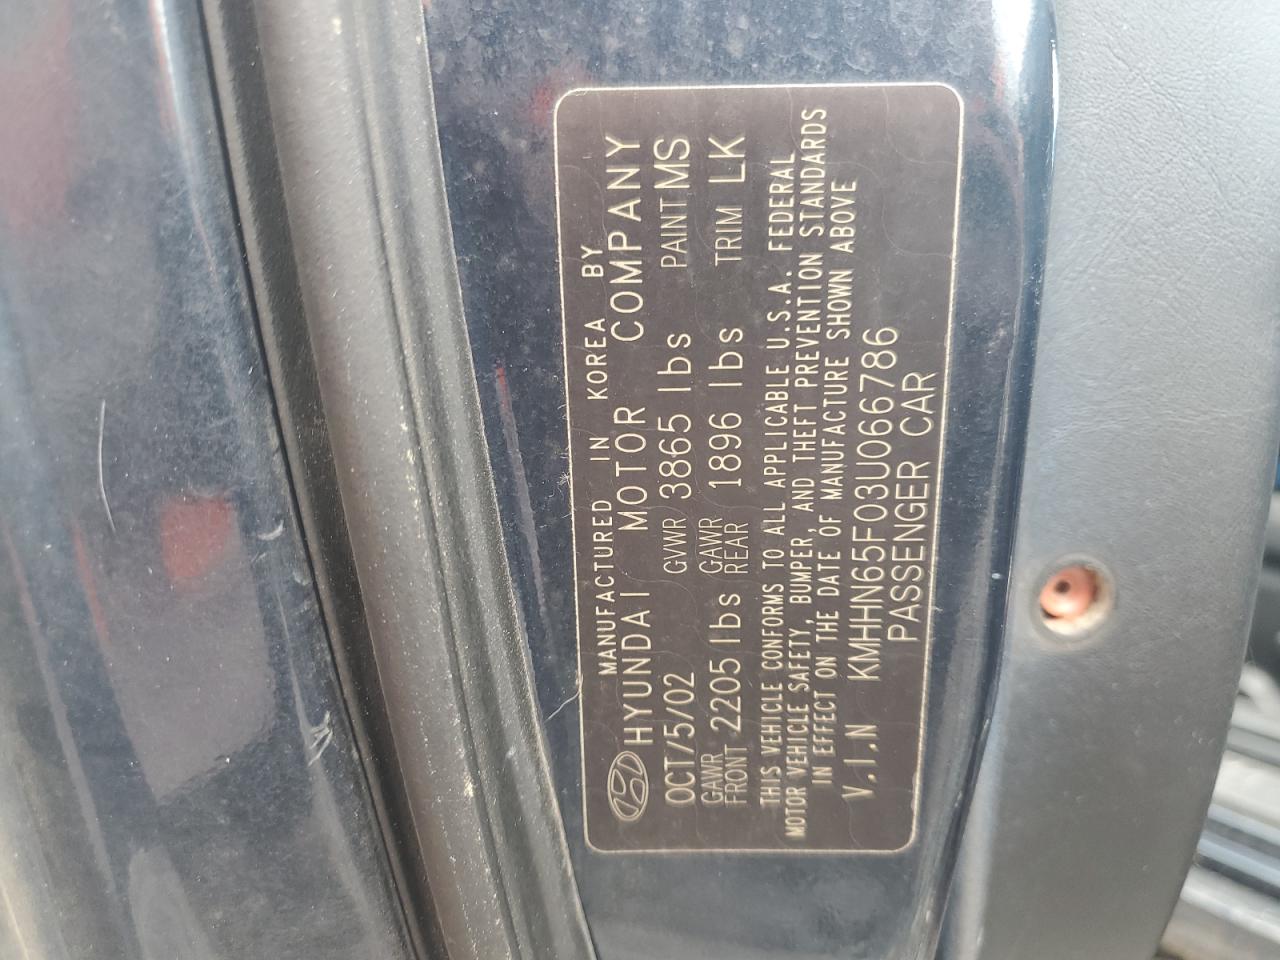 MANUFACTURED IN KOREA BY
HYUNDAI MOTOR COMPANY
OCT/5/02 GVWR 3865 lbs PAINT MS
GAWR FRONT 2205 lbs GAWR REAR 1896 lbs TRIM LK
THIS VEHICLE CONFORMS TO ALL APPLICABLE U.S.A. FEDERAL
MOTOR VEHICLE SAFETY, BUMPER, AND THEFT PREVENTION STANDARDS
IN EFFECT ON THE DATE OF MANUFACTURE SHOWN ABOVE
V.I.N KMHHN65F03U066786
PASSENGER CAR